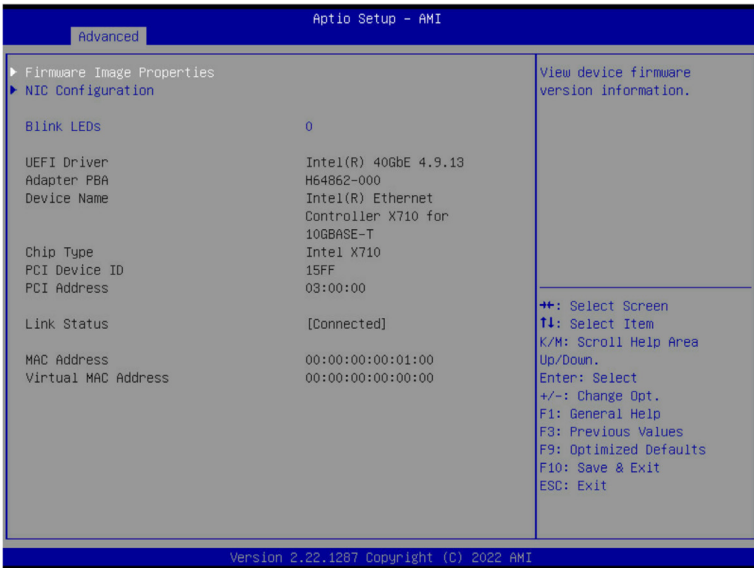 Aptio Setup – AMI
Advanced
▶ Firmware Image Properties
▶ NIC Configuration
Blink LEDs 0
UEFI Driver Intel(R) 40GbE 4.9.13
Adapter PBA H64862-000
Device Name Intel(R) Ethernet
Controller X710 for
10GBASE-T
Chip Type Intel X710
PCI Device ID 15FF
PCI Address 03:00:00
Link Status [Connected]
MAC Address 00:00:00:00:01:00
Virtual MAC Address 00:00:00:00:00:00
View device firmware
version information.
→←: Select Screen
↑↓: Select Item
K/M: Scroll Help Area
Up/Down.
Enter: Select
+/-: Change Opt.
F1: General Help
F3: Previous Values
F9: Optimized Defaults
F10: Save & Exit
ESC: Exit
Version 2.22.1287 Copyright (C) 2022 AMI